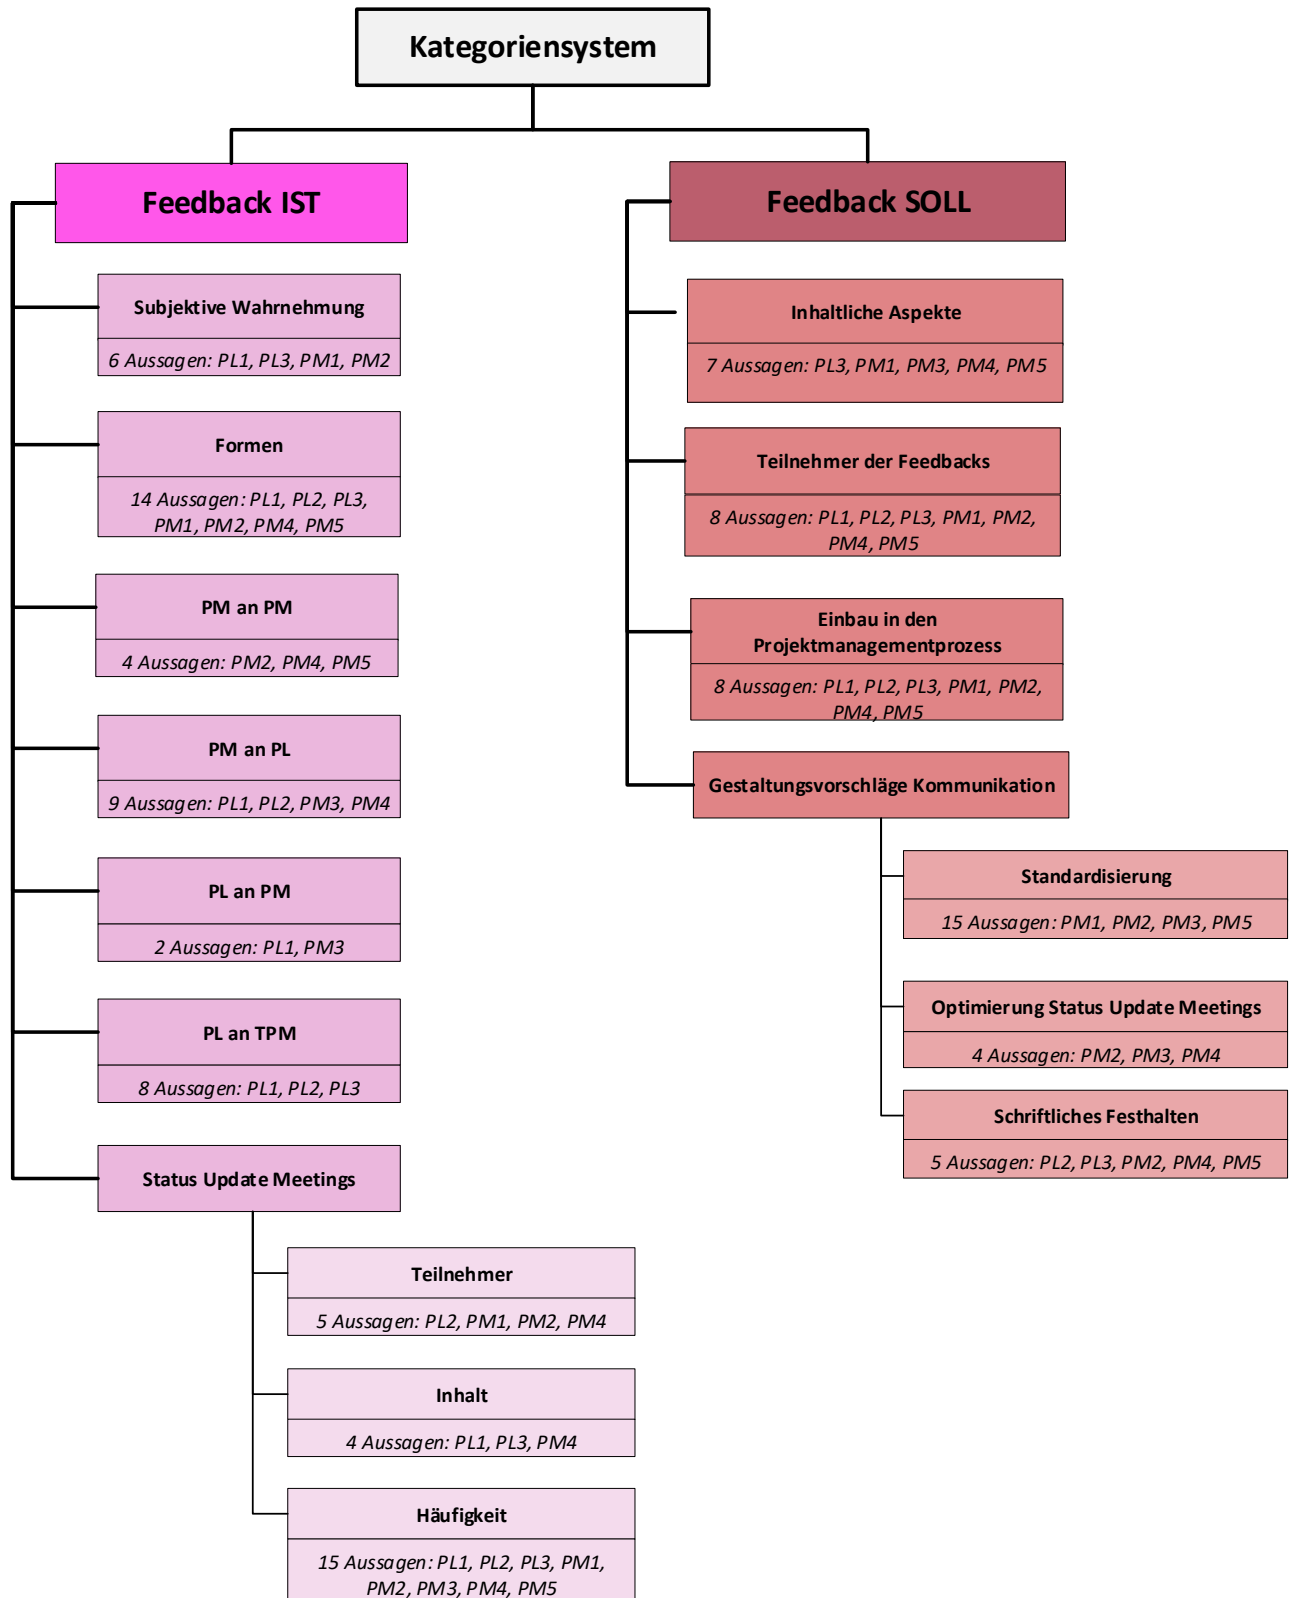 Kategoriensystem
Feedback IST
Subjektive Wahrnehmung
6 Aussagen: PL1, PL3, PM1, PM2
Formen
14 Aussagen: PL1, PL2, PL3,
PM1, PM2, PM4, PM5
PM an PM
4 Aussagen: PM2, PM4, PM5
PM an PL
9 Aussagen: PL1, PL2, PM3, PM4
PL an PM
2 Aussagen: PL1, PM3
PL an TPM
8 Aussagen: PL1, PL2, PL3
Status Update Meetings
Teilnehmer
5 Aussagen: PL2, PM1, PM2, PM4
Inhalt
4 Aussagen: PL1, PL3, PM4
Häufigkeit
15 Aussagen: PL1, PL2, PL3, PM1,
PM2, PM3, PM4, PM5
Feedback SOLL
Inhaltliche Aspekte
7 Aussagen: PL3, PM1, PM3, PM4, PM5
Teilnehmer der Feedbacks
8 Aussagen: PL1, PL2, PL3, PM1, PM2,
PM4, PM5
Einbau in den
Projektmanagementprozess
8 Aussagen: PL1, PL2, PL3, PM1, PM2,
PM4, PM5
Gestaltungsvorschläge Kommunikation
Standardisierung
15 Aussagen: PM1, PM2, PM3, PM5
Optimierung Status Update Meetings
4 Aussagen: PM2, PM3, PM4
Schriftliches Festhalten
5 Aussagen: PL2, PL3, PM2, PM4, PM5